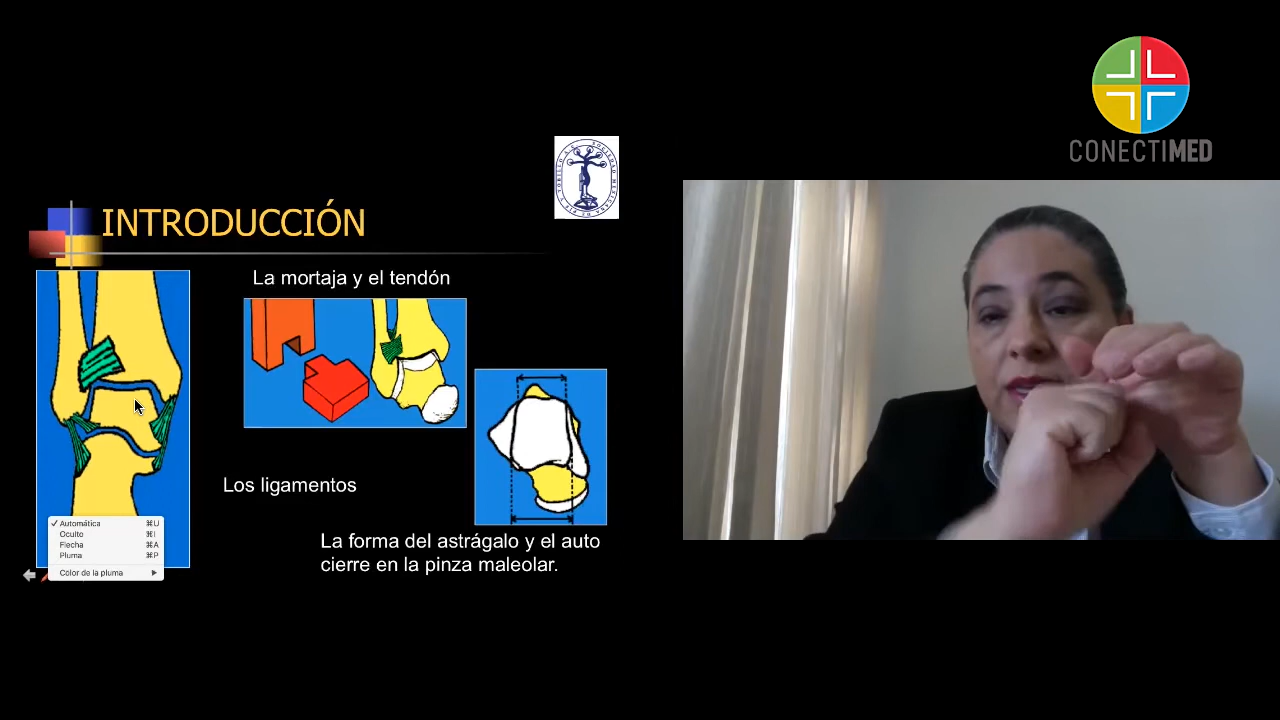 CONECTIMED
INTRODUCCIÓN
La mortaja y el tendón
Los ligamentos
La forma del astrágalo y el auto
cierre en la pinza maleolar.
✓ Automática ⌘U
Oculto ⌘I
Flecha ⌘A
Pluma ⌘P
Color de la pluma ▶